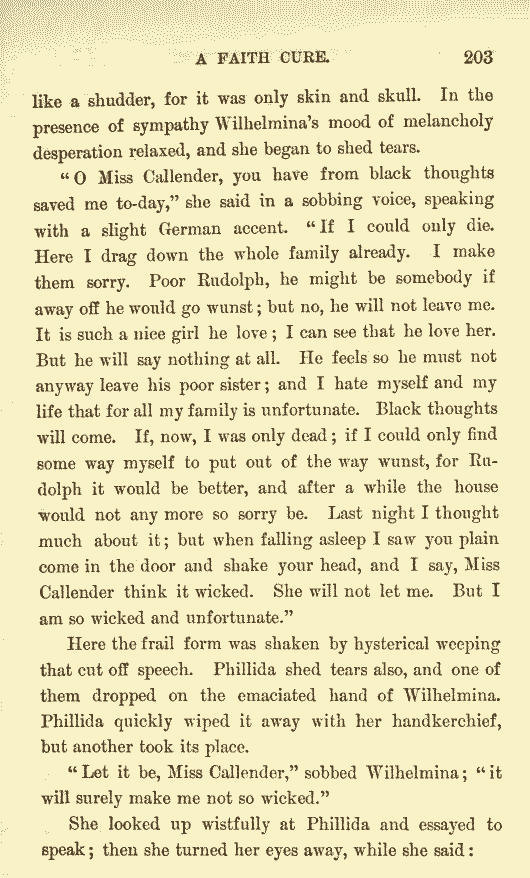 A FAITH CURE. 203
like a shudder, for it was only skin and skull. In the
presence of sympathy Wilhelmina's mood of melancholy
desperation relaxed, and she began to shed tears.
"O Miss Callender, you have from black thoughts
saved me to-day," she said in a sobbing voice, speaking
with a slight German accent. "If I could only die.
Here I drag down the whole family already. I make
them sorry. Poor Rudolph, he might be somebody if
away off he would go wunst; but no, he will not leave me.
It is such a nice girl he love; I can see that he love her.
But he will say nothing at all. He feels so he must not
anyway leave his poor sister; and I hate myself and my
life that for all my family is unfortunate. Black thoughts
will come. If, now, I was only dead; if I could only find
some way myself to put out of the way wunst, for Ru-
dolph it would be better, and after a while the house
would not any more so sorry be. Last night I thought
much about it; but when falling asleep I saw you plain
come in the door and shake your head, and I say, Miss
Callender think it wicked. She will not let me. But I
am so wicked and unfortunate."
Here the frail form was shaken by hysterical weeping
that cut off speech. Phillida shed tears also, and one of
them dropped on the emaciated hand of Wilhelmina.
Phillida quickly wiped it away with her handkerchief,
but another took its place.
"Let it be, Miss Callender," sobbed Wilhelmina; "it
will surely make me not so wicked."
She looked up wistfully at Phillida and essayed to
speak; then she turned her eyes away, while she said: